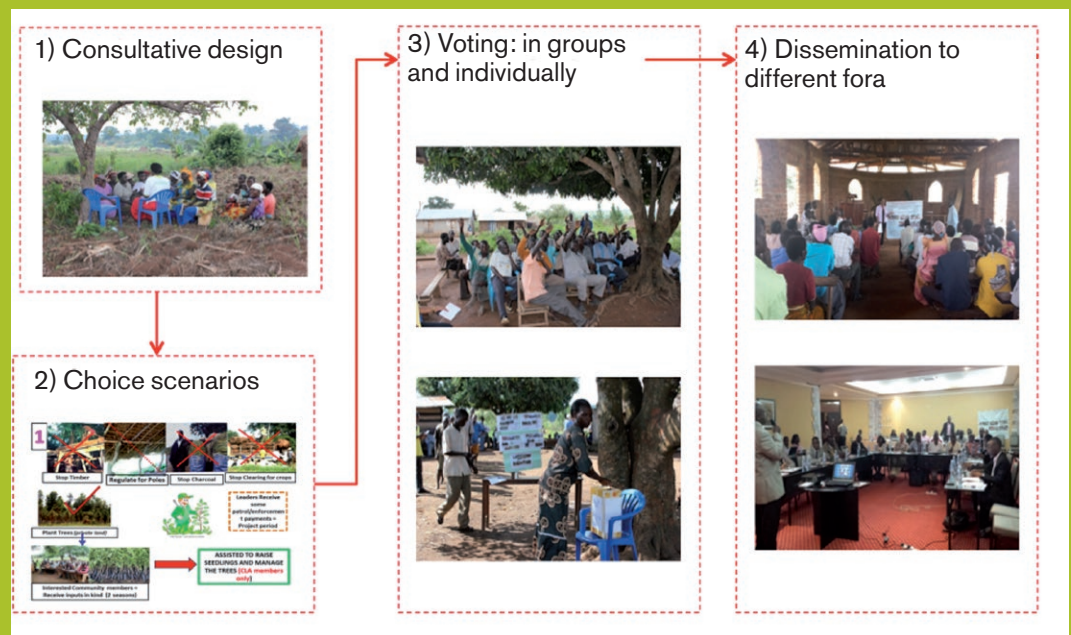 1) Consultative design
2) Choice scenarios
1
Stop Timber
Regulate for Poles
Stop Charcoal
Stop Clearing for crops
Leaders Receive
some
patrol/enforcemen
t payments =
Project period
Plant Trees (private land)
Interested Community members =
Receive inputs in kind (2 seasons)
ASSISTED TO RAISE
SEEDLINGS AND MANAGE
THE TREES (CLA members
only)
3) Voting: in groups
and individually
4) Dissemination to
different fora